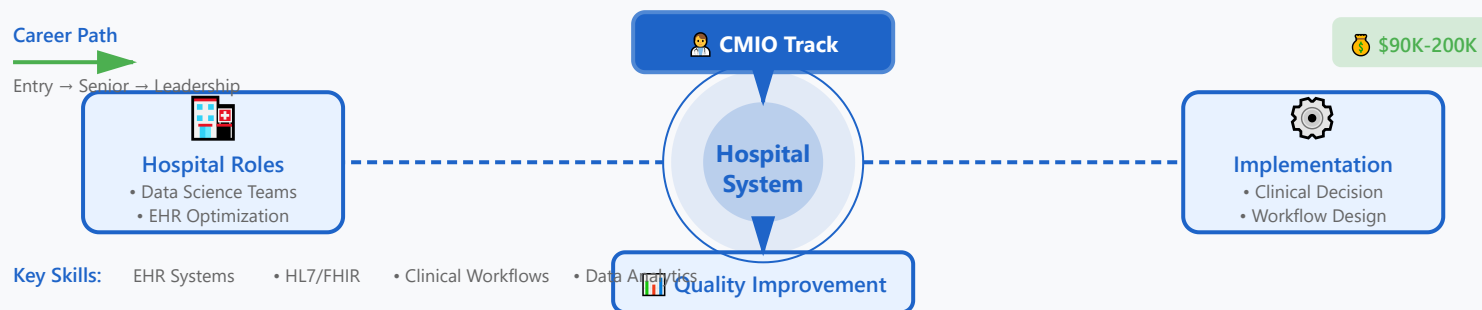 Career Path
Entry → Senior → Leadership
CMIO Track
$90K-200K
Hospital Roles
• Data Science Teams
• EHR Optimization
Hospital
System
Implementation
• Clinical Decision
• Workflow Design
Key Skills: EHR Systems • HL7/FHIR • Clinical Workflows • Data Analytics
Quality Improvement